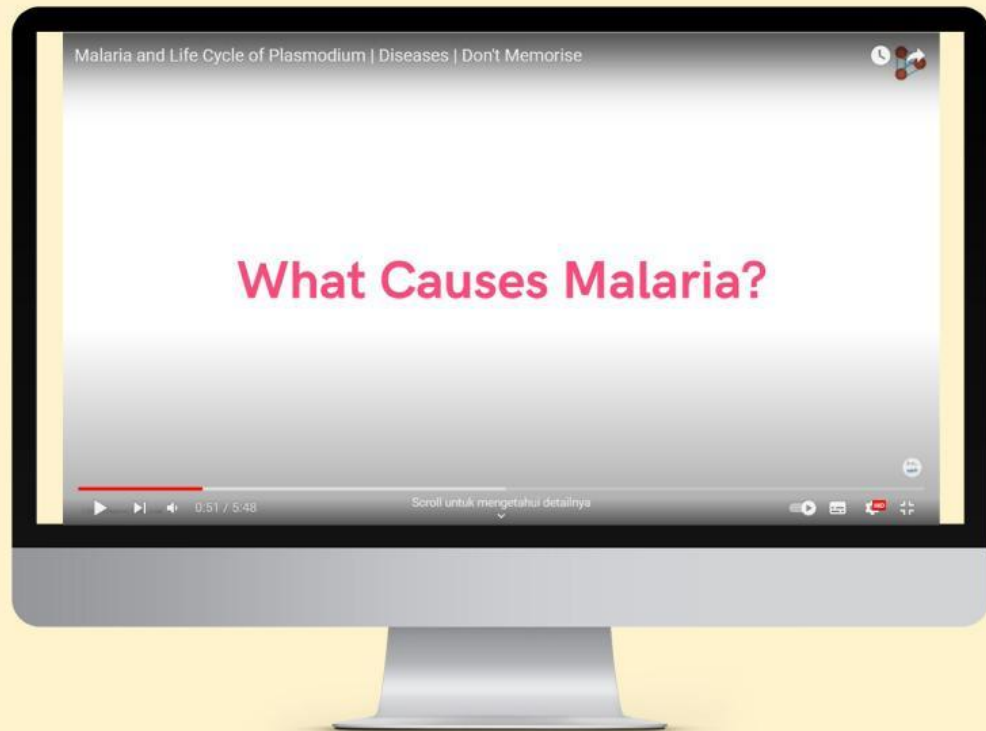 Malaria and Life Cycle of Plasmodium | Diseases | Don't Memorise
What Causes Malaria?
0:51 / 5:48
Scroll untuk mengetahui detailnya
HD